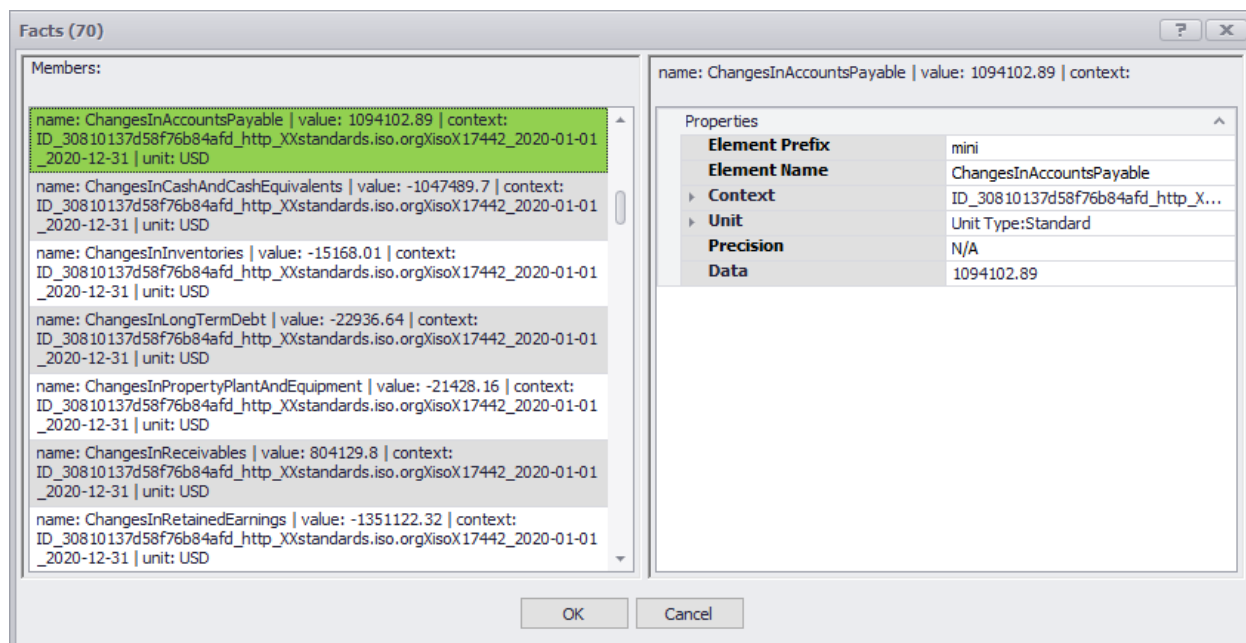 Facts (70)
? X
Members:
name: ChangesInAccountsPayable | value: 1094102.89 | context:
ID_30810137d58f76b84afd_http_XXstandards.iso.orgXisoX17442_2020-01-01
_2020-12-31 | unit: USD
name: ChangesInCashAndCashEquivalents | value: -1047489.7 | context:
ID_30810137d58f76b84afd_http_XXstandards.iso.orgXisoX17442_2020-01-01
_2020-12-31 | unit: USD
name: ChangesInInventories | value: -15168.01 | context:
ID_30810137d58f76b84afd_http_XXstandards.iso.orgXisoX17442_2020-01-01
_2020-12-31 | unit: USD
name: ChangesInLongTermDebt | value: -22936.64 | context:
ID_30810137d58f76b84afd_http_XXstandards.iso.orgXisoX17442_2020-01-01
_2020-12-31 | unit: USD
name: ChangesInPropertyPlantAndEquipment | value: -21428.16 | context:
ID_30810137d58f76b84afd_http_XXstandards.iso.orgXisoX17442_2020-01-01
_2020-12-31 | unit: USD
name: ChangesInReceivables | value: 804129.8 | context:
ID_30810137d58f76b84afd_http_XXstandards.iso.orgXisoX17442_2020-01-01
_2020-12-31 | unit: USD
name: ChangesInRetainedEarnings | value: -1351122.32 | context:
ID_30810137d58f76b84afd_http_XXstandards.iso.orgXisoX17442_2020-01-01
_2020-12-31 | unit: USD
name: ChangesInAccountsPayable | value: 1094102.89 | context:
Properties
Element Prefix mini
Element Name ChangesInAccountsPayable
Context ID_30810137d58f76b84afd_http_X...
Unit Unit Type:Standard
Precision N/A
Data 1094102.89
OK Cancel